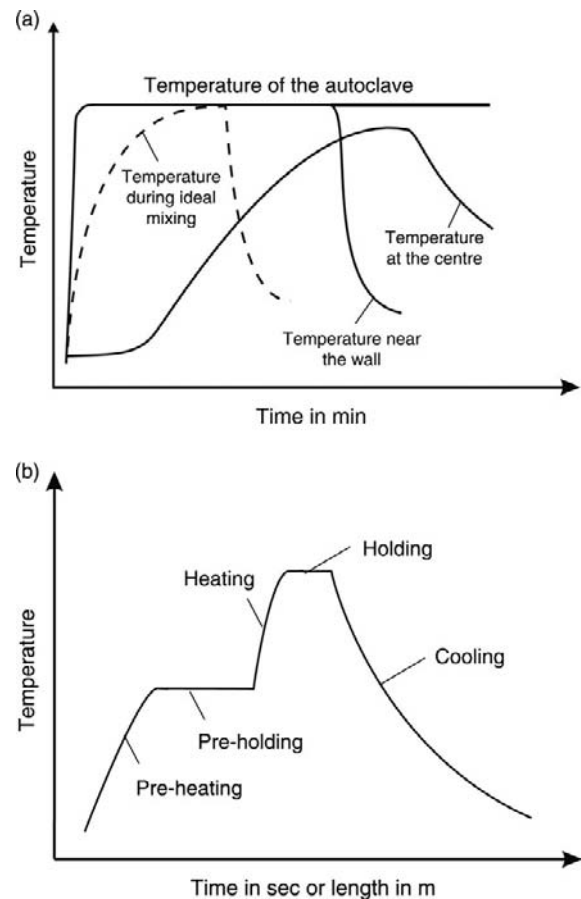 (a)
Temperature of the autoclave
Temperature
during ideal
mixing
Temperature
at the centre
Temperature near
the wall
Temperature
Time in min
(b)
Holding
Heating
Cooling
Pre-holding
Pre-heating
Temperature
Time in sec or length in m